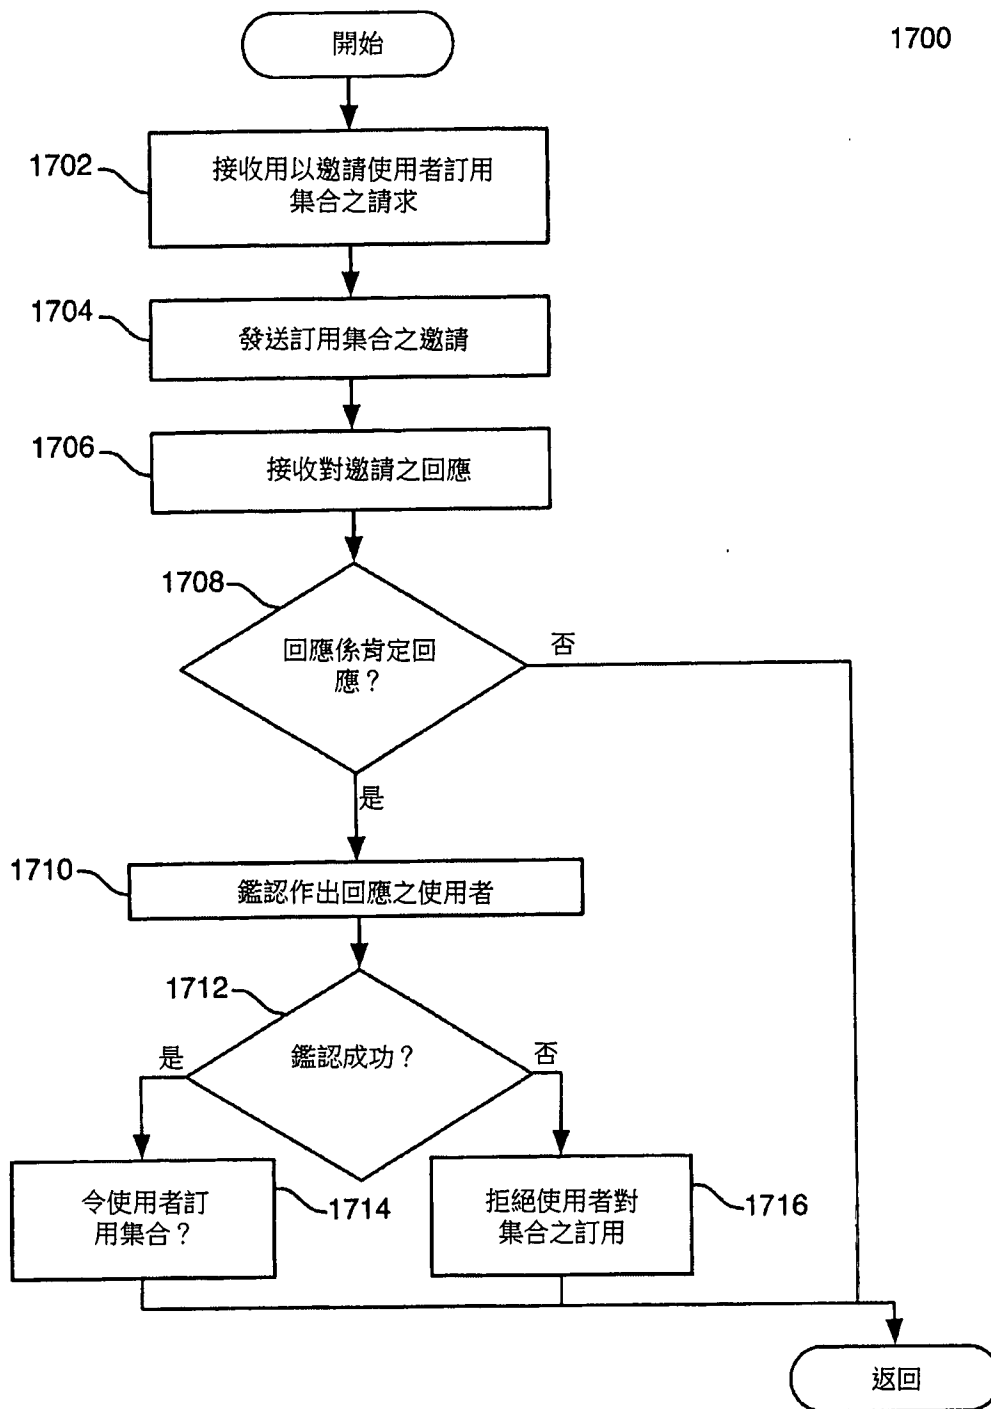 開始
1700
1702
接收用以邀請使用者訂用
集合之請求
1704
發送訂用集合之邀請
1706
接收對邀請之回應
1708
回應係肯定回
應？
否
是
1710
鑑認作出回應之使用者
1712
鑑認成功？
是
否
令使用者訂
用集合？
1714
拒絕使用者對
集合之訂用
1716
返回